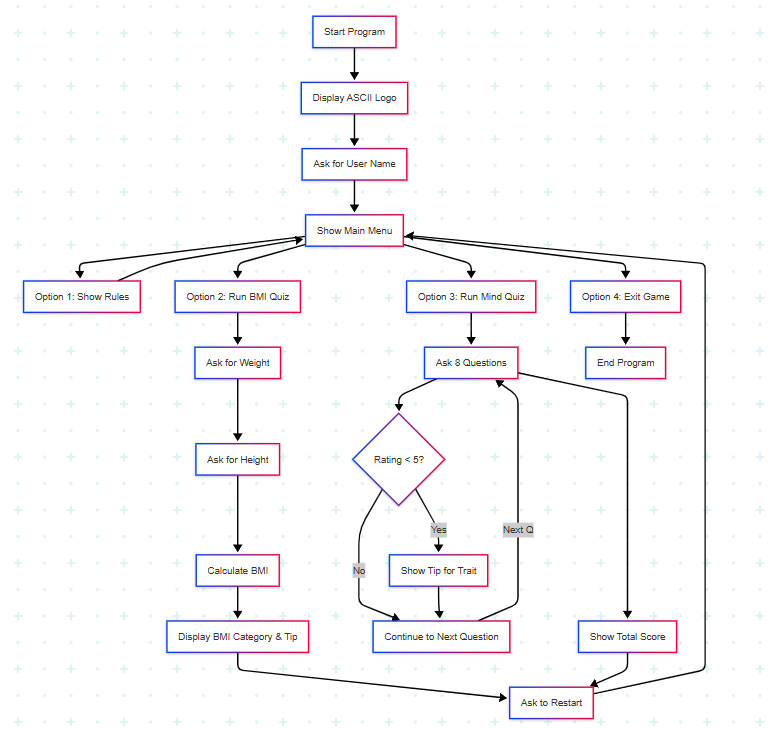 Start Program
Display ASCII Logo
Ask for User Name
Show Main Menu
Option 1: Show Rules
Option 2: Run BMI Quiz
Option 3: Run Mind Quiz
Option 4: Exit Game
Ask for Weight
Ask 8 Questions
End Program
Ask for Height
Rating < 5?
Yes
Next Q
No
Calculate BMI
Show Tip for Trait
Display BMI Category & Tip
Continue to Next Question
Show Total Score
Ask to Restart